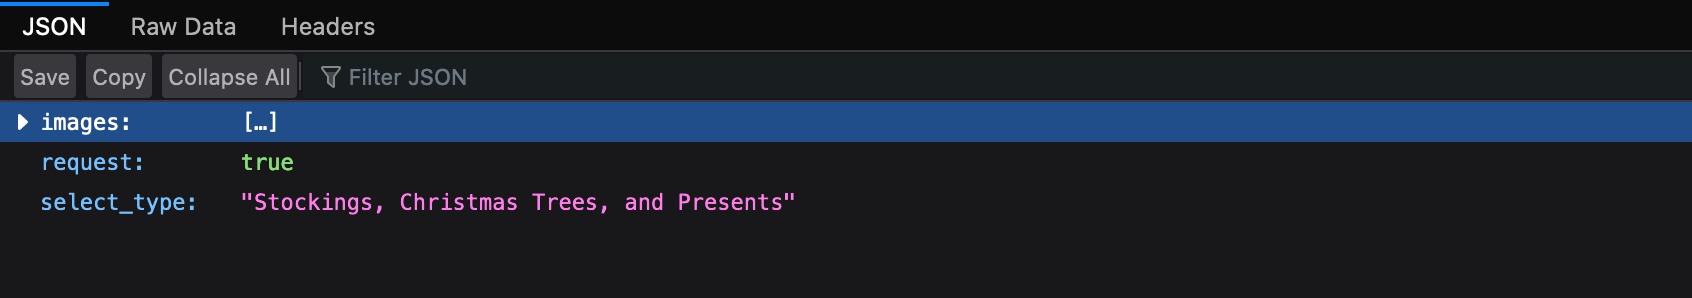 JSON Raw Data Headers
Save Copy Collapse All Filter JSON
images: […]
request: true
select_type: "Stockings, Christmas Trees, and Presents"